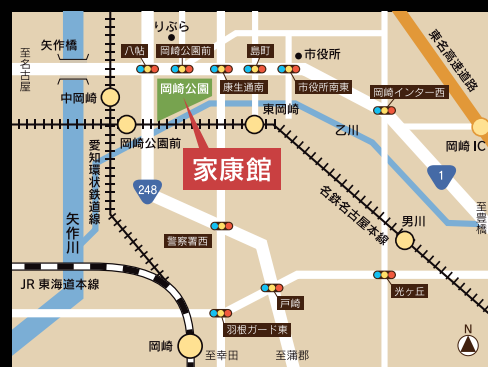 りぶら
矢作橋
至名古屋
八帖
岡崎公園前
島町
市役所
東名高速道路
中岡崎
岡崎公園
康生通南
市役所南東
岡崎インター西
東岡崎
乙川
岡崎公園前
岡崎IC
愛知環状鉄道線
家康館
1
248
名鉄名古屋本線
至豊橋
矢作川
男川
警察署西
JR東海道本線
光ヶ丘
戸崎
羽根ガード東
岡崎
至幸田
至蒲郡
N